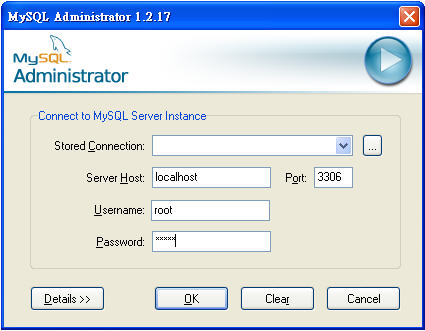 MySQL Administrator 1.2.17
MySQL
Administrator
Connect to MySQL Server Instance
Stored Connection:
...
Server Host: localhost Port: 3306
Username: root
Password: *****
Details >> OK Clear Cancel